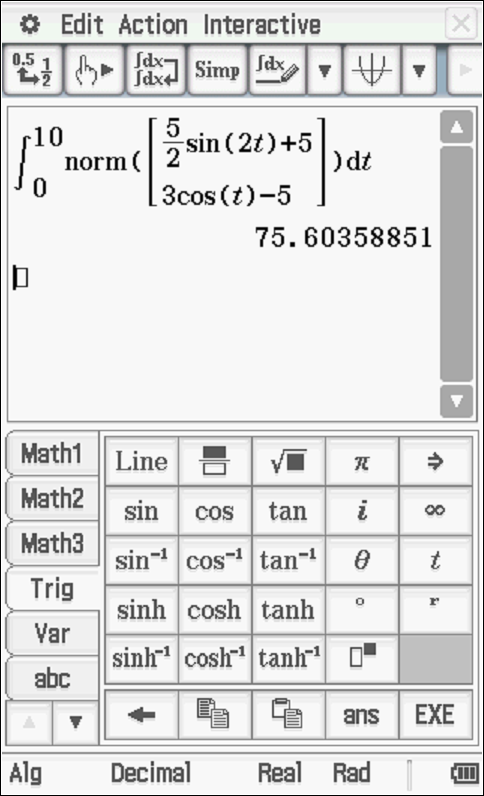 Edit Action Interactive
0.5 1/2 ∫dx ∫dx Simp ∫dx
∫₀¹⁰ norm([5/2 sin(2t)+5
3cos(t)−5])dt
75.60358851
Math1 Line √■ π ⇒
Math2 sin cos tan i ∞
Math3 sin⁻¹ cos⁻¹ tan⁻¹ θ t
Trig sinh cosh tanh ° r
Var sinh⁻¹ cosh⁻¹ tanh⁻¹ □■
abc
ans EXE
Alg Decimal Real Rad